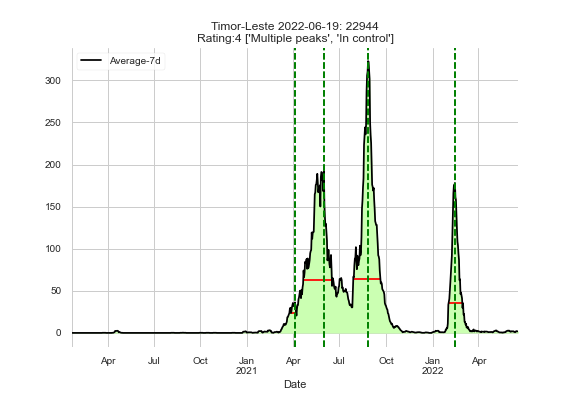 Timor-Leste 2022-06-19: 22944
Rating:4 ['Multiple peaks', 'In control']
Average-7d
300
250
200
150
100
50
0
Apr Jul Oct Jan Apr Jul Oct Jan Apr
2021 2022
Date